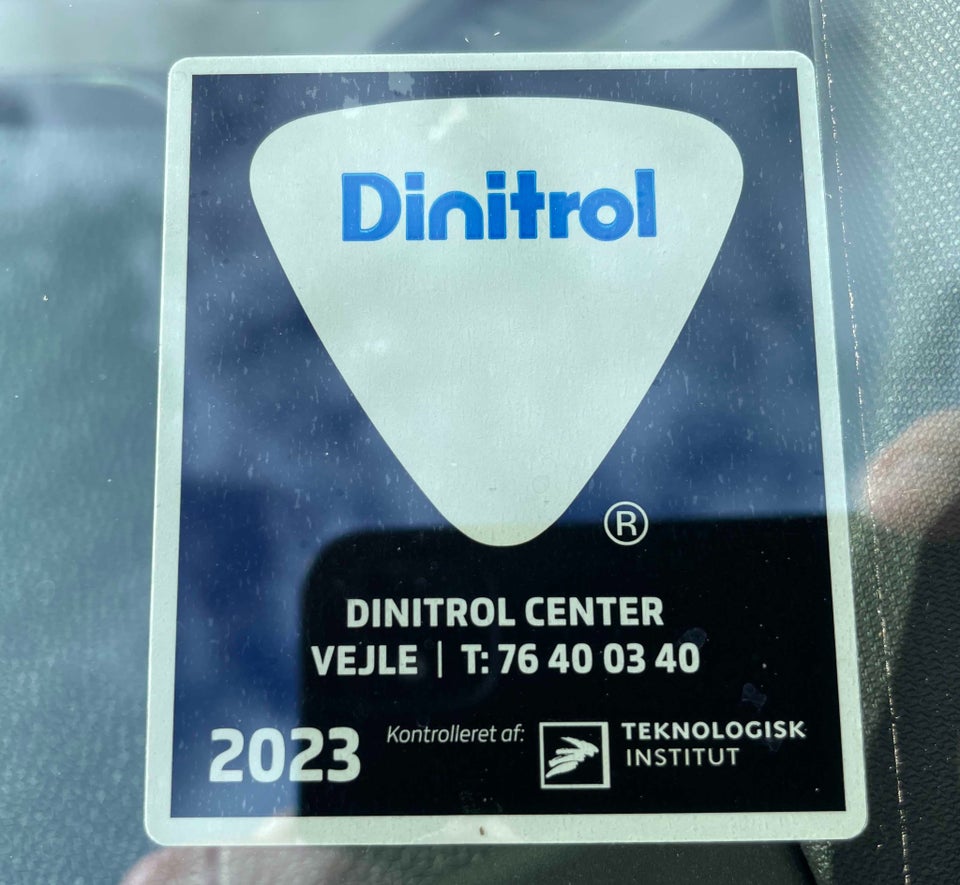 Dinitrol
®
DINITROL CENTER
VEJLE | T: 76 40 03 40
2023 Kontrolleret af: TEKNOLOGISK
INSTITUT